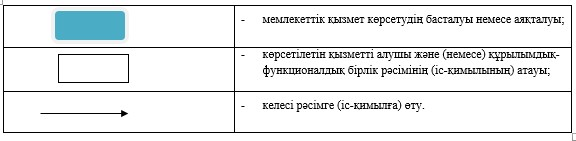 - мемлекеттік қызмет көрсетудің басталуы немесе аяқталуы;
- көрсетілетін қызметті алушы және (немесе) құрылымдық-
функционалдық бірлік рәсімінің (іс-қимылының) атауы;
- келесі рәсімге (іс-қимылға) өту.